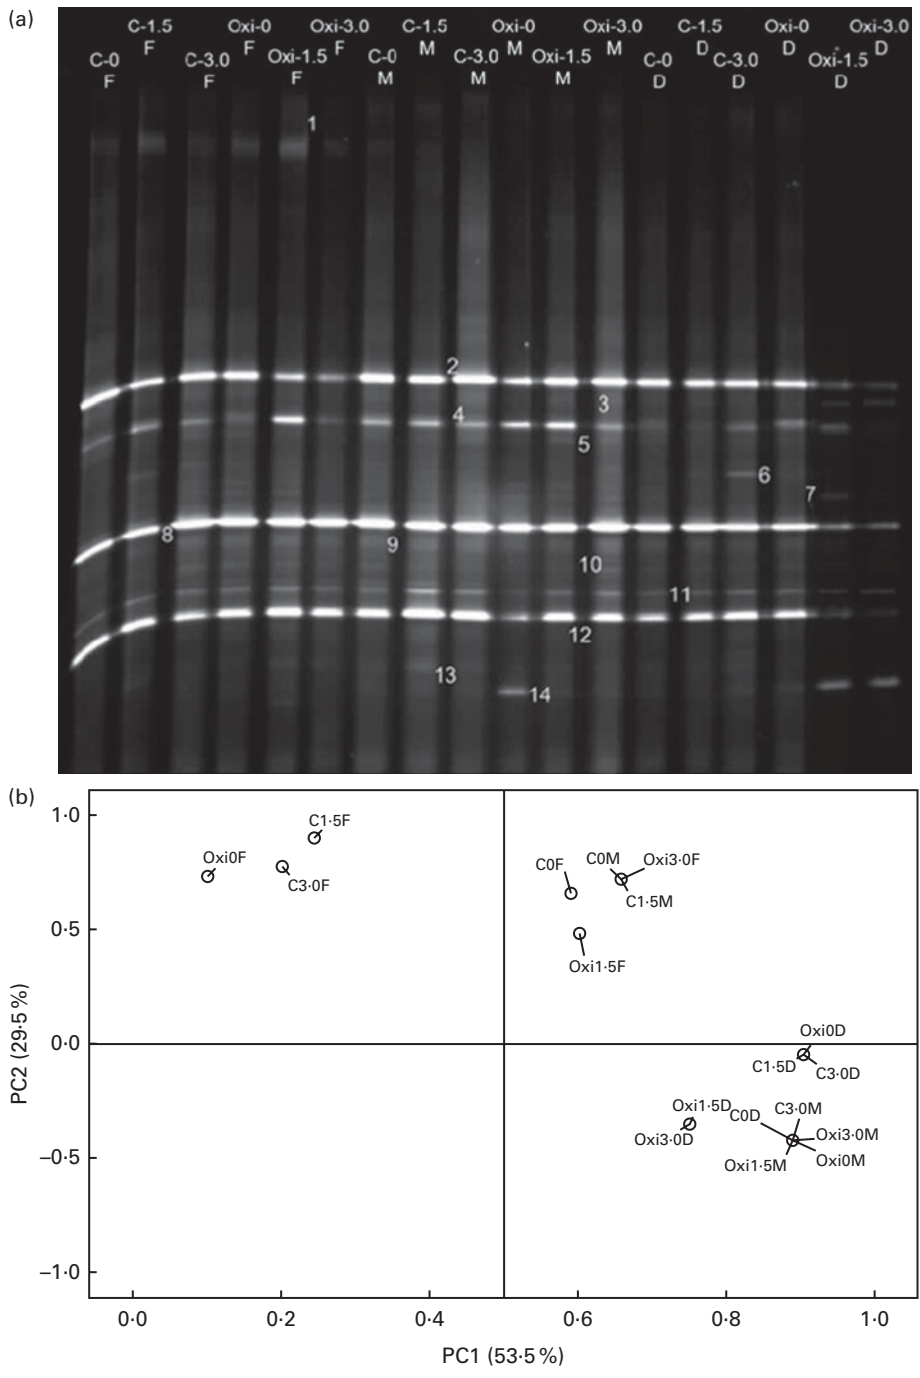 (a)
C-1.5 Oxi-0 Oxi-3.0 C-1.5 Oxi-0 Oxi-3.0 C-1.5 Oxi-0 Oxi-3.0
F F F M M M D D D
C-0 C-3.0 Oxi-1.5 C-0 C-3.0 Oxi-1.5 C-0 C-3.0 Oxi-1.5
F F F M M M D D D
1
2
3
4
5
6
7
8
9
10
11
12
13
14
(b)
1·0
0·5
0·0
−0·5
−1·0
PC2 (29·5 %)
C1·5F
Oxi0F
C3·0F
C0F
C0M
Oxi3·0F
C1·5M
Oxi1·5F
Oxi0D
C1·5D
C3·0D
Oxi1·5D
C0D
C3·0M
Oxi3·0D
Oxi3·0M
Oxi1·5M
Oxi0M
0·0 0·2 0·4 0·6 0·8 1·0
PC1 (53·5 %)